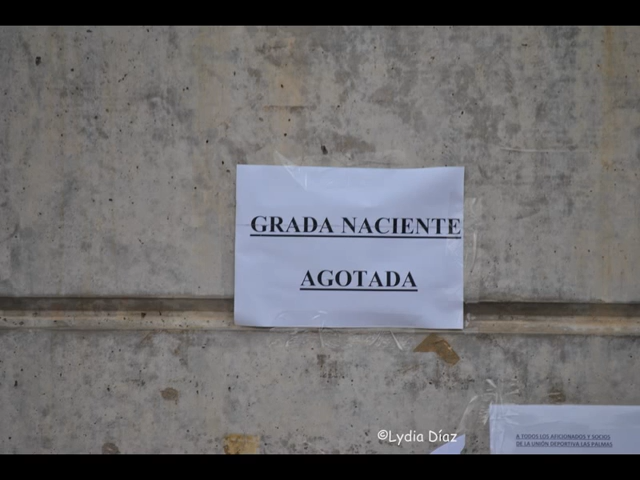 GRADA NACIENTE
AGOTADA
©Lydia Díaz
A TODOS LOS AFICIONADOS Y SOCIOS
DE LA UNIÓN DEPORTIVA LAS PALMAS